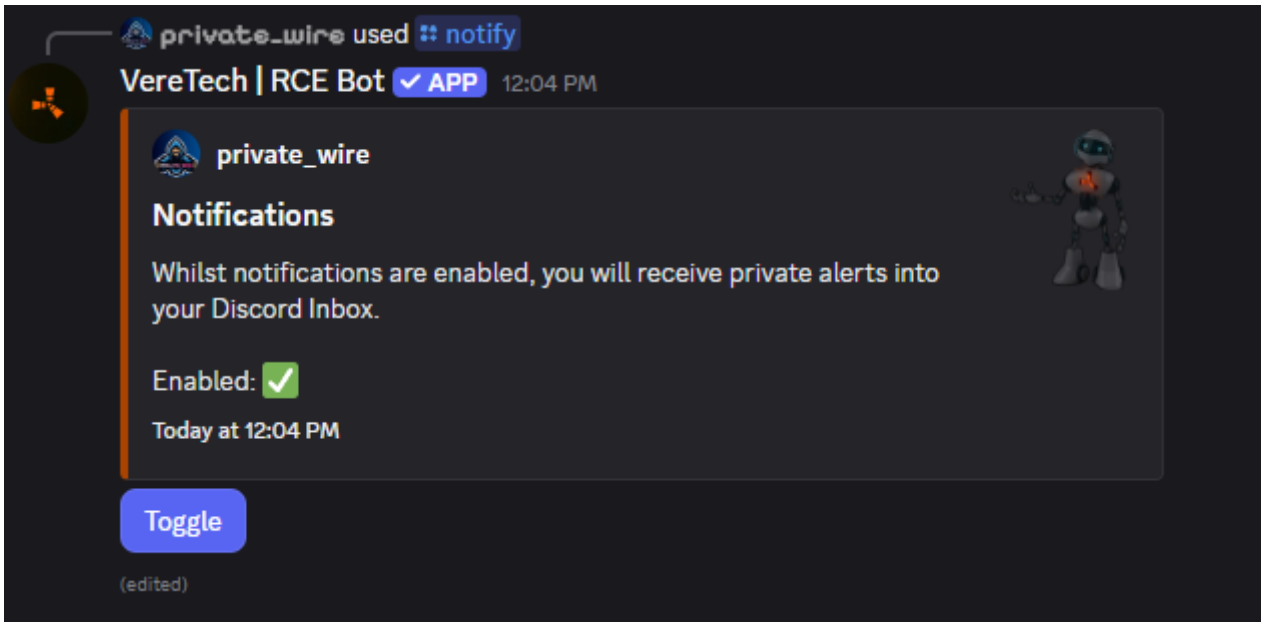 private_wire used notify
VereTech | RCE Bot ✓ APP 12:04 PM
private_wire
Notifications
Whilst notifications are enabled, you will receive private alerts into
your Discord Inbox.
Enabled: ✅
Today at 12:04 PM
Toggle
(edited)